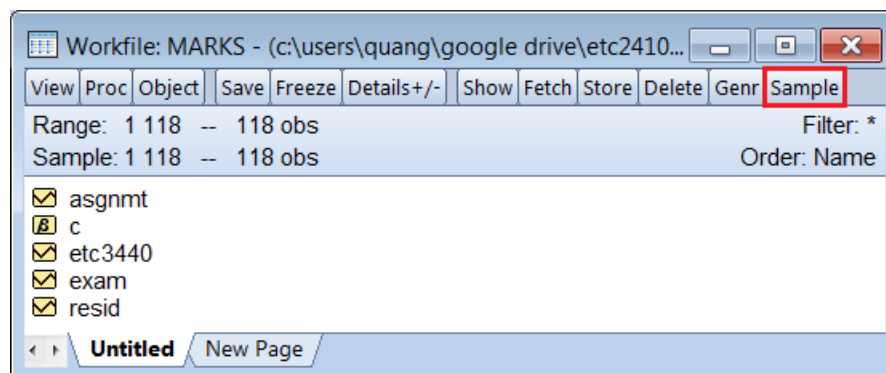 Workfile: MARKS - (c:\users\quang\google drive\etc2410...
View Proc Object Save Freeze Details+/- Show Fetch Store Delete Genr Sample
Range: 1 118 -- 118 obs Filter: *
Sample: 1 118 -- 118 obs Order: Name
asgnmt
β c
etc3440
exam
resid
Untitled New Page